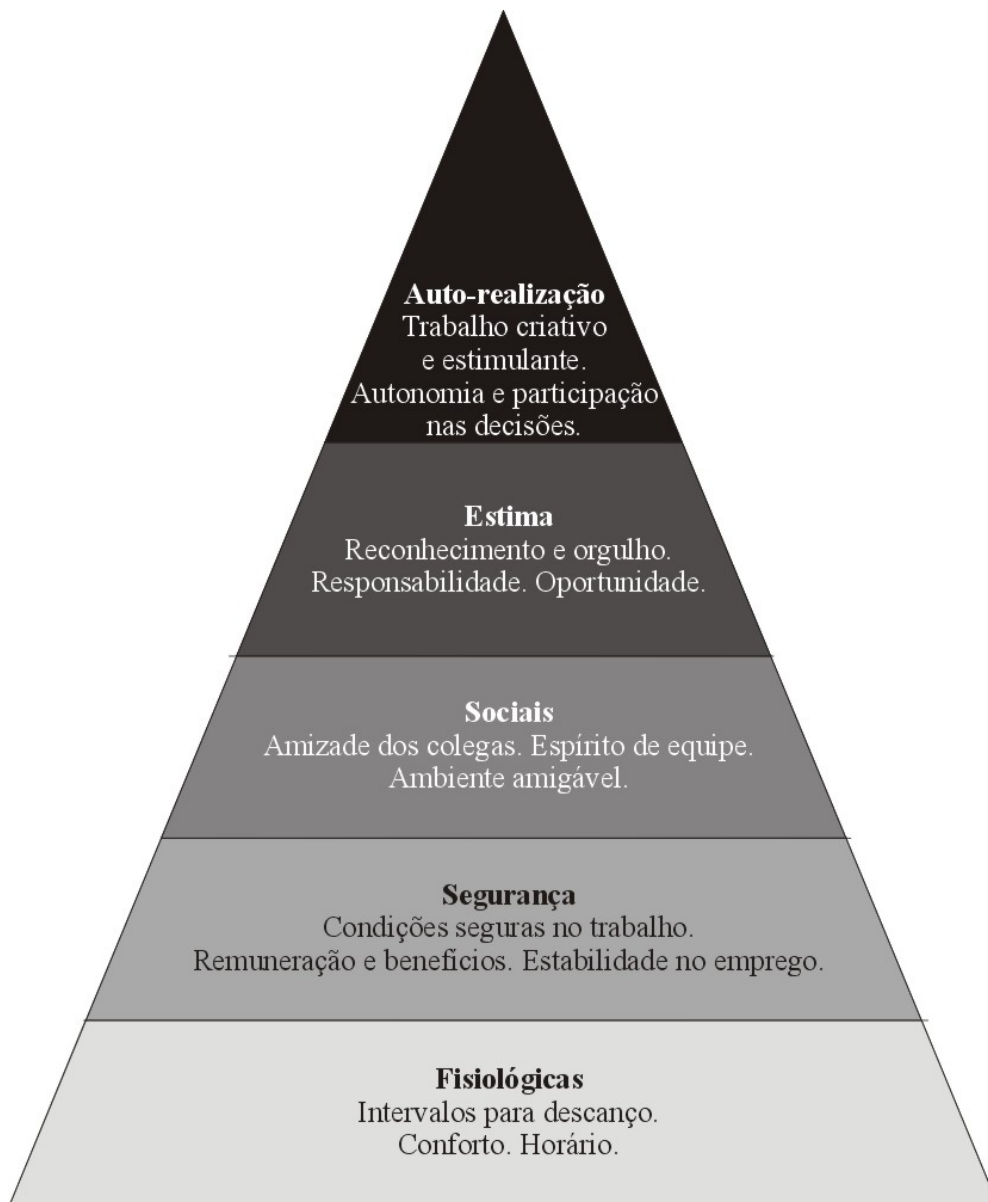 Auto-realização
Trabalho criativo
e estimulante.
Autonomia e participação
nas decisões.
Estima
Reconhecimento e orgulho.
Responsabilidade. Oportunidade.
Sociais
Amizade dos colegas. Espírito de equipe.
Ambiente amigável.
Segurança
Condições seguras no trabalho.
Remuneração e benefícios. Estabilidade no emprego.
Fisiológicas
Intervalos para descanço.
Conforto. Horário.